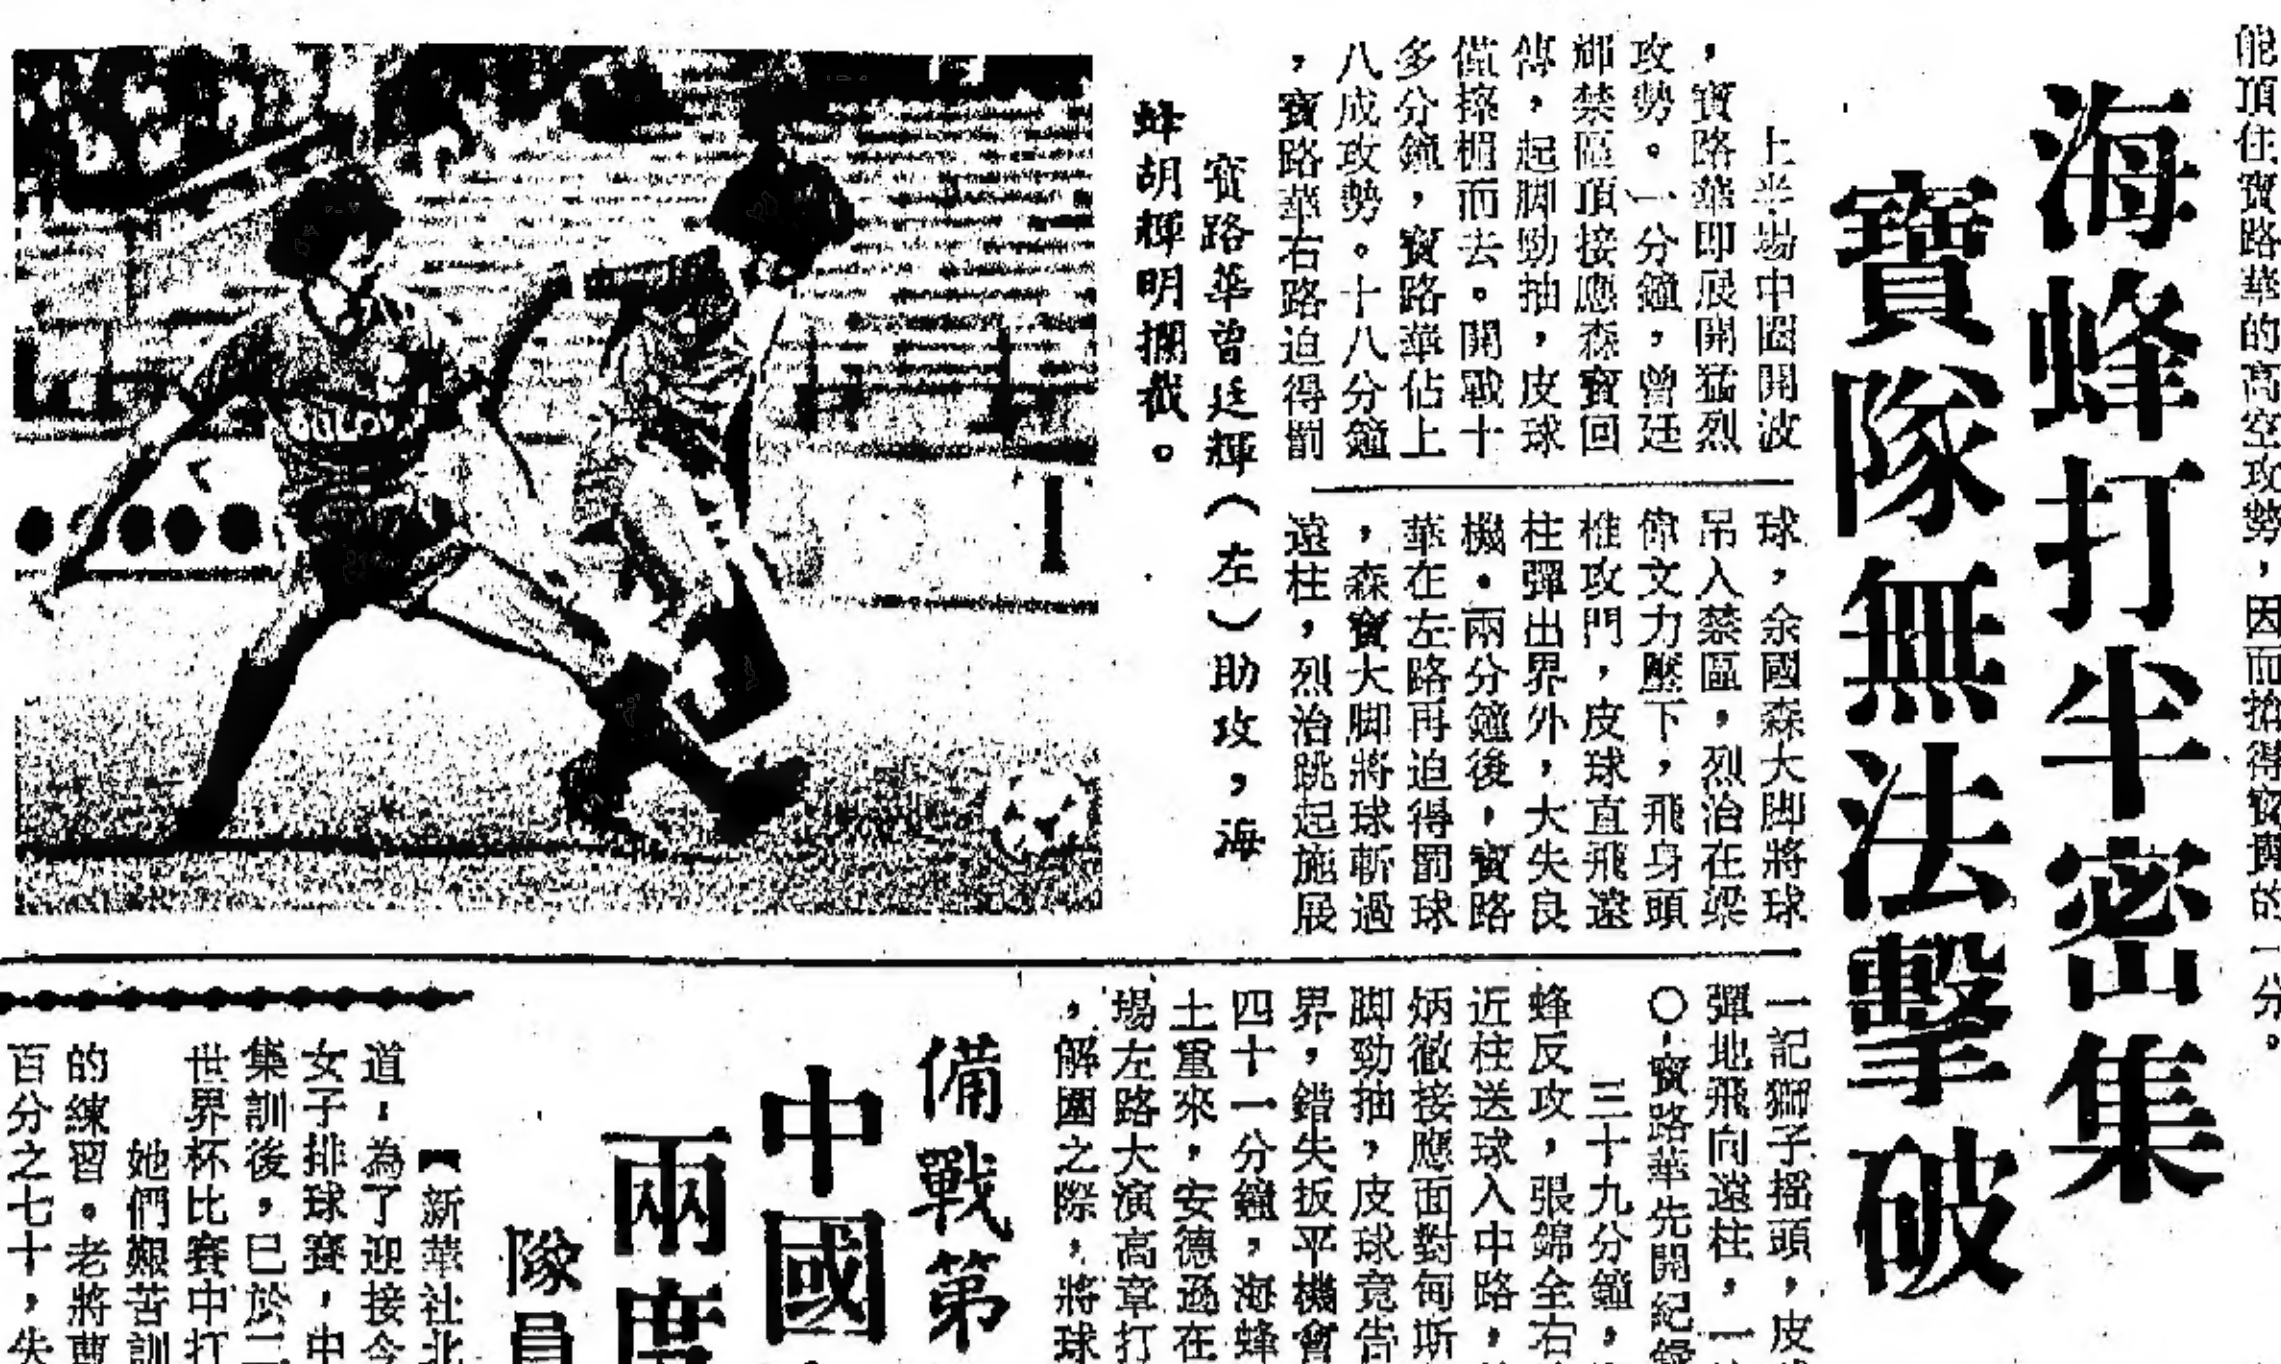 能頂住寶路華的高空攻勢，因而搶得寶貴的一分。
海蜂打半密集
寶隊無法擊破
上半場中圈開波
，寶路華即展開猛烈
攻勢。一分鐘，曾廷
輝禁區頂接應森寶回
傳，起脚勁抽，皮球
僅擦楣而去。開戰十
多分鐘，寶路華佔上
八成攻勢。十八分鐘
，寶路華右路迫得罰
球，余國森大脚將球
吊入禁區，烈治在梁
偉文力壓下，飛身頭
椎攻門，皮球直飛遠
柱彈出界外，大失良
機。兩分鐘後，寶路
華在左路再迫得罰球
，森寶大脚將球斬過
遠柱，烈治跳起施展
寶路華曾廷輝（左）助攻，海
蜂胡輝明攔截。
BULOVA
一記獅子搖頭，皮
彈地飛向遠柱，一
〇，寶路華先開紀錄
三十九分鐘，
蜂反攻，張錦全右
近柱送球入中路，
炳徽接應面對甸斯
脚勁抽，皮球竟告
界，錯失扳平機會
四十一分鐘，海蜂
土重來，安德遜在
場左路大演高章打
，解圍之際，將球
備戰第
中國
兩度
隊員
【新華社北
道：為了迎接今
女子排球賽，中
集訓後，已於二
世界杯比賽中打
她們艱苦訓
的練習。老將曹
百分之七十，失